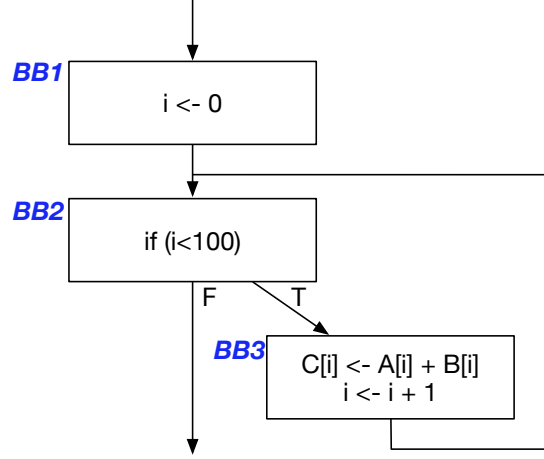 BB1
i <- 0
BB2
if (i<100)
F
T
BB3
C[i] <- A[i] + B[i]
i <- i + 1